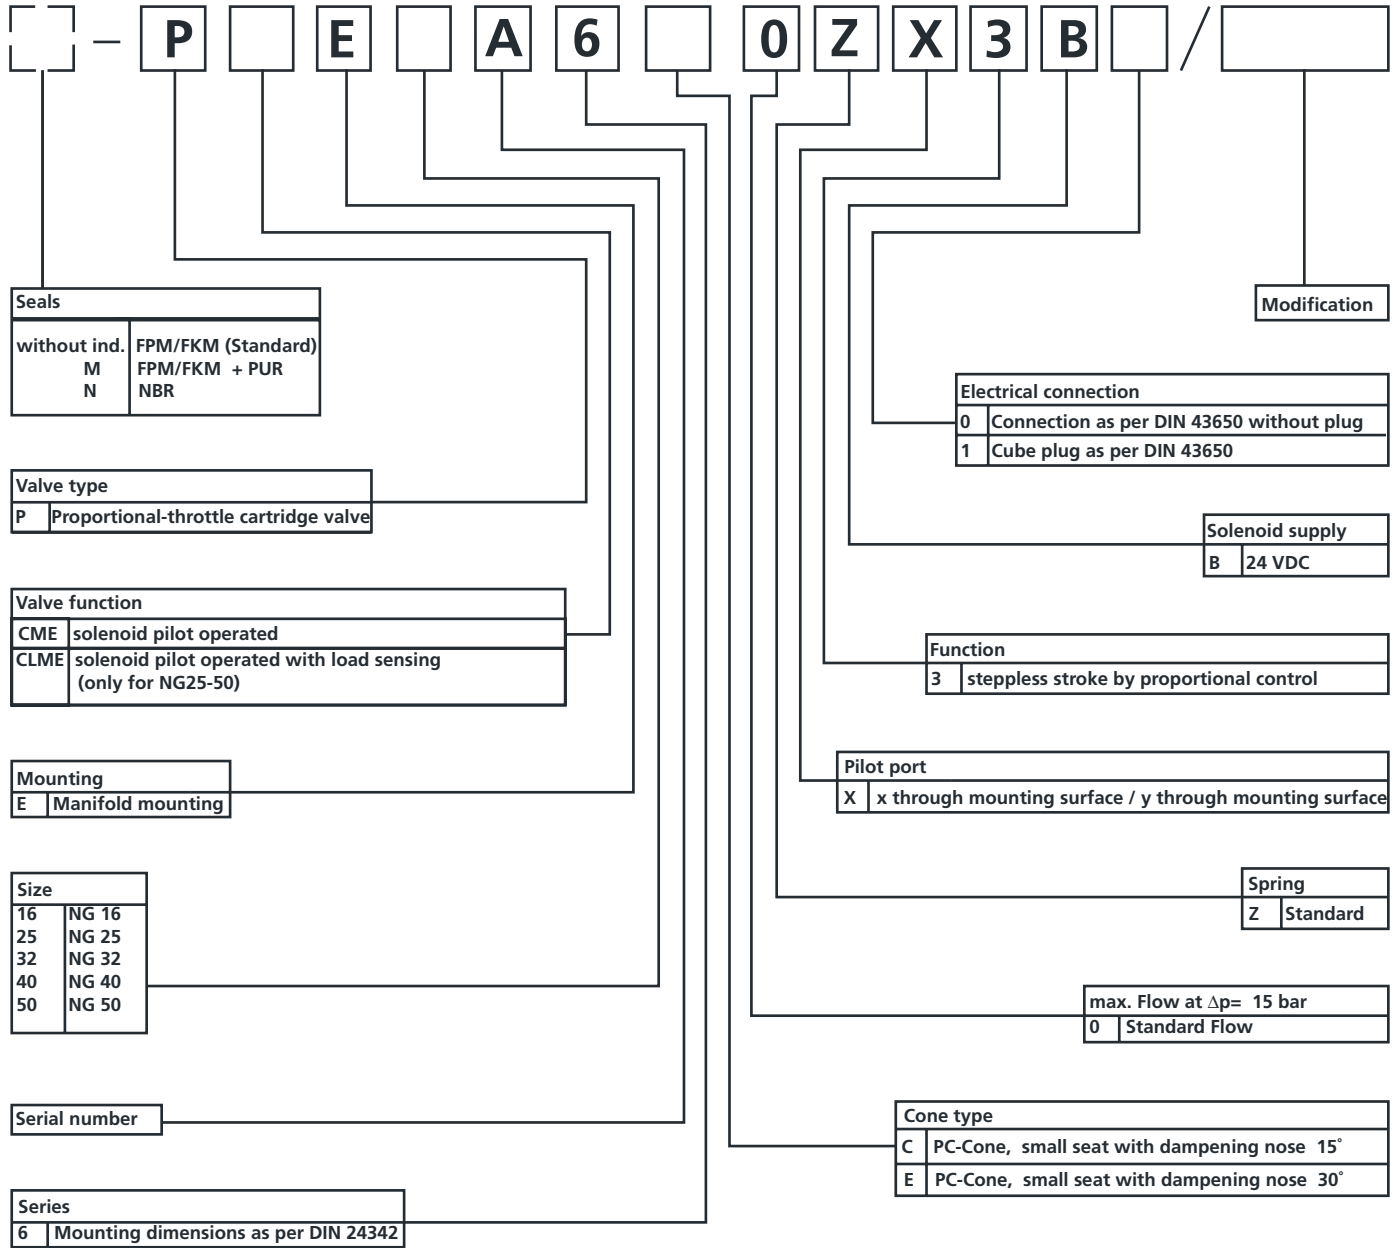 – P E A 6 0 Z X 3 B /
Seals
without ind. FPM/FKM (Standard)
M FPM/FKM + PUR
N NBR
Valve type
P Proportional-throttle cartridge valve
Valve function
CME solenoid pilot operated
CLME solenoid pilot operated with load sensing
(only for NG25-50)
Mounting
E Manifold mounting
Size
16 NG 16
25 NG 25
32 NG 32
40 NG 40
50 NG 50
Serial number
Series
6 Mounting dimensions as per DIN 24342
Modification
Electrical connection
0 Connection as per DIN 43650 without plug
1 Cube plug as per DIN 43650
Solenoid supply
B 24 VDC
Function
3 steppless stroke by proportional control
Pilot port
X x through mounting surface / y through mounting surface
Spring
Z Standard
max. Flow at ∆p= 15 bar
0 Standard Flow
Cone type
C PC-Cone, small seat with dampening nose 15°
E PC-Cone, small seat with dampening nose 30°